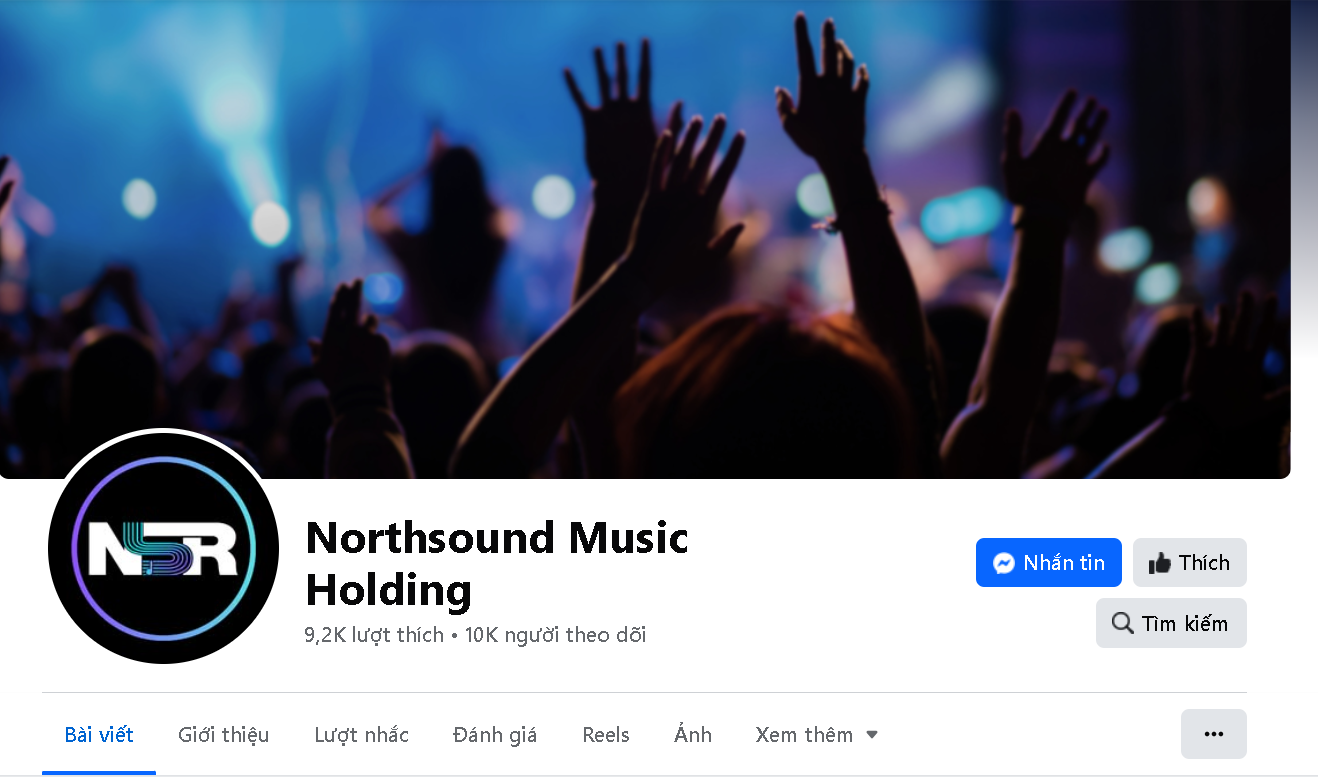 NSR
Northsound Music
Holding
9,2K lượt thích • 10K người theo dõi
Nhắn tin
Thích
Tìm kiếm
Bài viết
Giới thiệu
Lượt nhắc
Đánh giá
Reels
Ảnh
Xem thêm